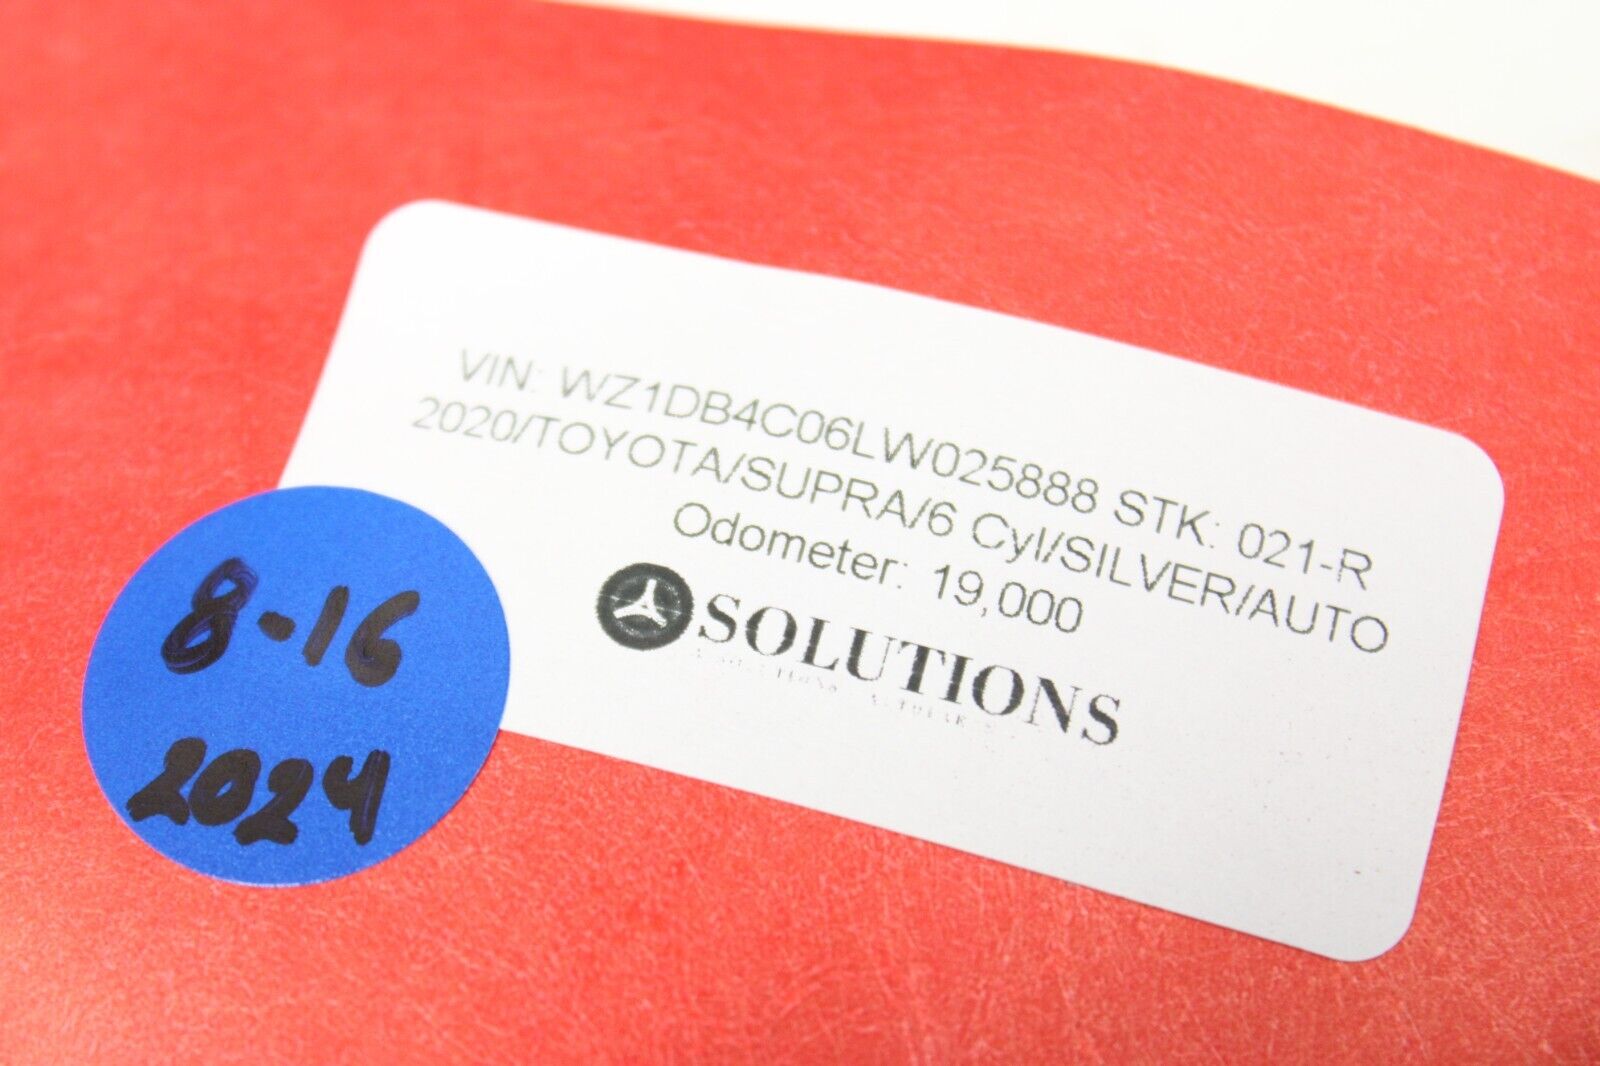 VIN: WZ1DB4C06LW025888 STK: 021-R
2020/TOYOTA/SUPRA/6 Cyl/SILVER/AUTO
Odometer: 19,000
SOLUTIONS
8-16
2024